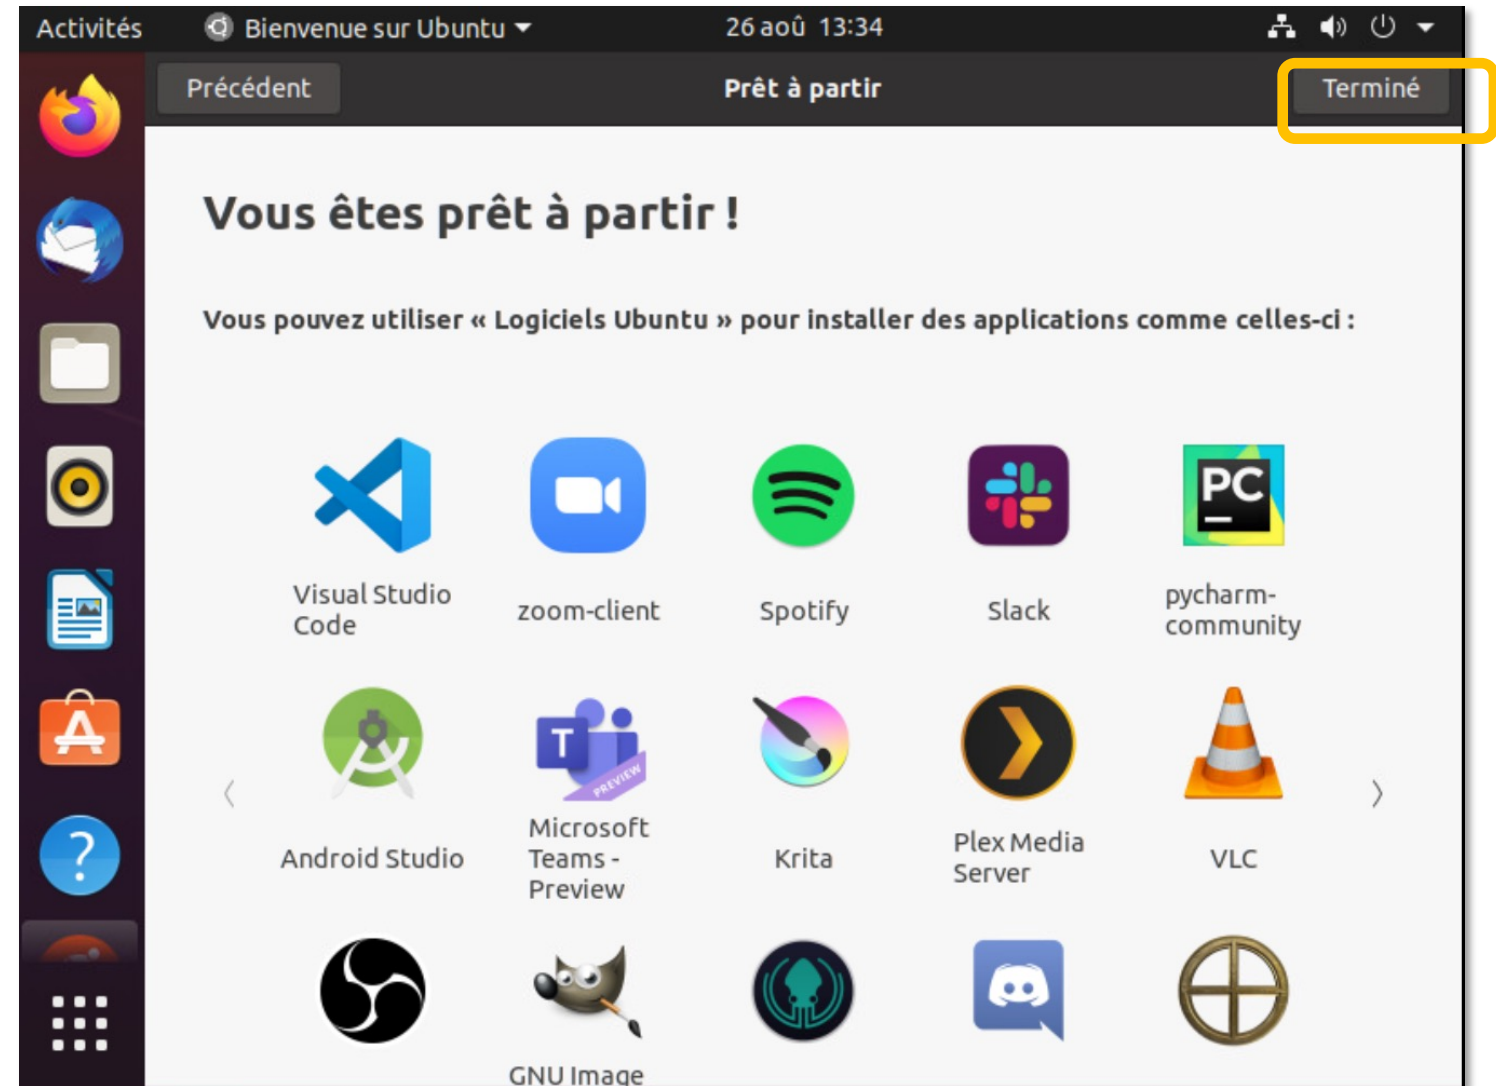 Activités
Bienvenue sur Ubuntu
26 aoû 13:34
Précédent
Prêt à partir
Terminé
Vous êtes prêt à partir !
Vous pouvez utiliser « Logiciels Ubuntu » pour installer des applications comme celles-ci :
PC
Visual Studio
Code
zoom-client
Spotify
Slack
pycharm-
community
T
PREVIEW
Android Studio
Microsoft
Teams -
Preview
Krita
Plex Media
Server
VLC
GNU Image